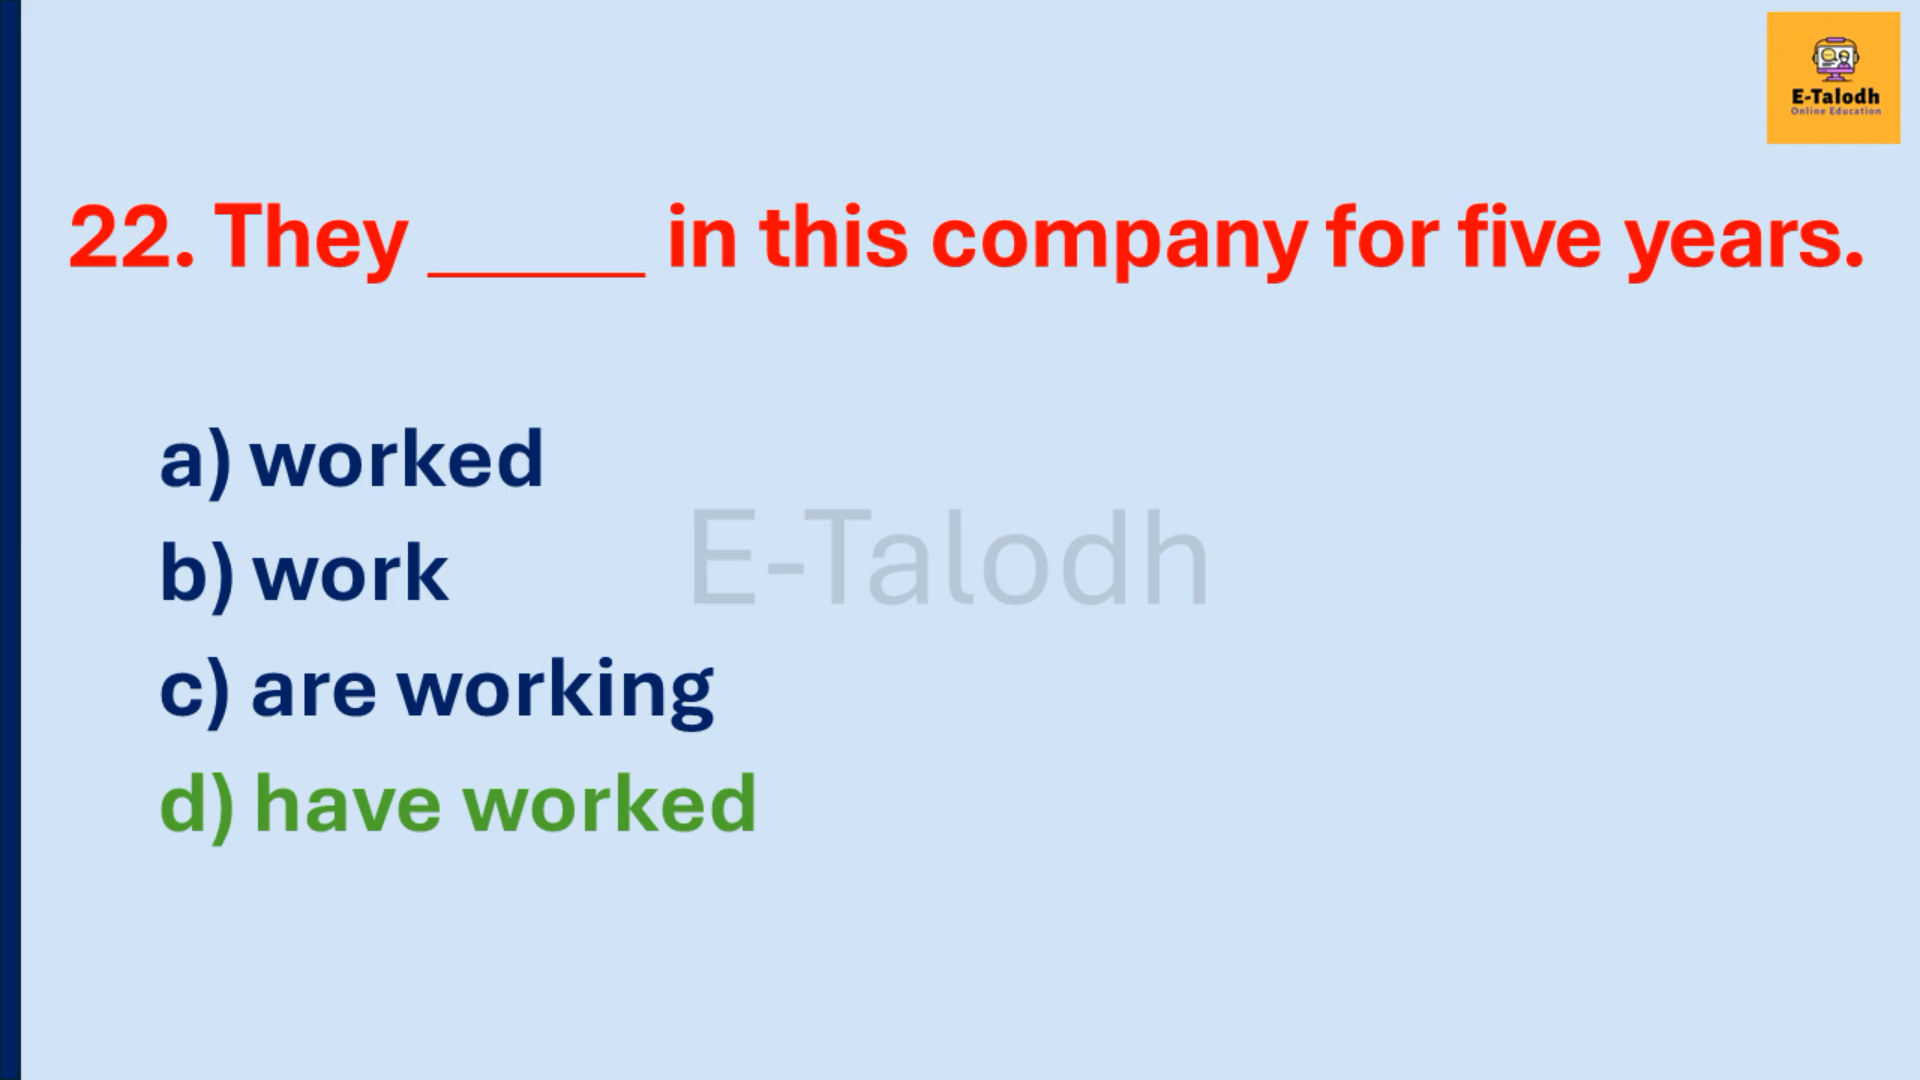 E-Talodh
Online Education
22. They _____ in this company for five years.
a) worked
b) work
E-Talodh
c) are working
d) have worked